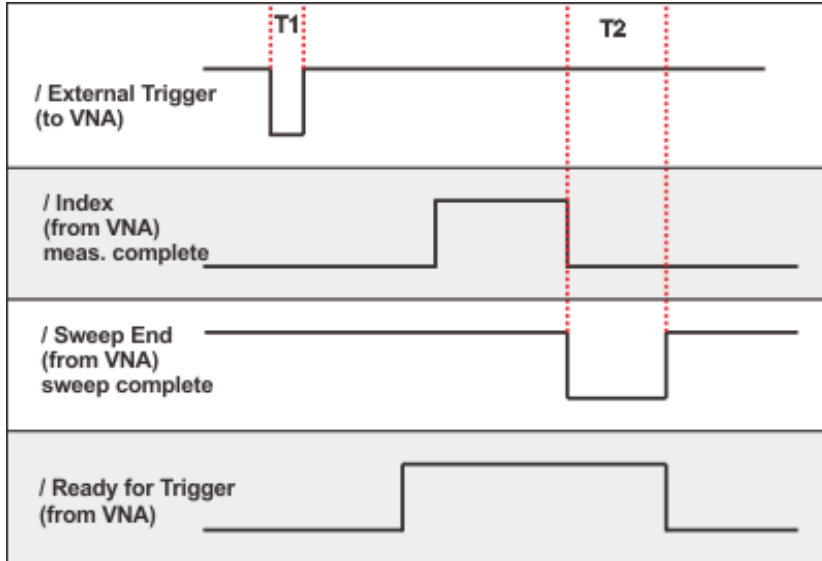 T1
T2
/ External Trigger
(to VNA)
/ Index
(from VNA)
meas. complete
/ Sweep End
(from VNA)
sweep complete
/ Ready for Trigger
(from VNA)